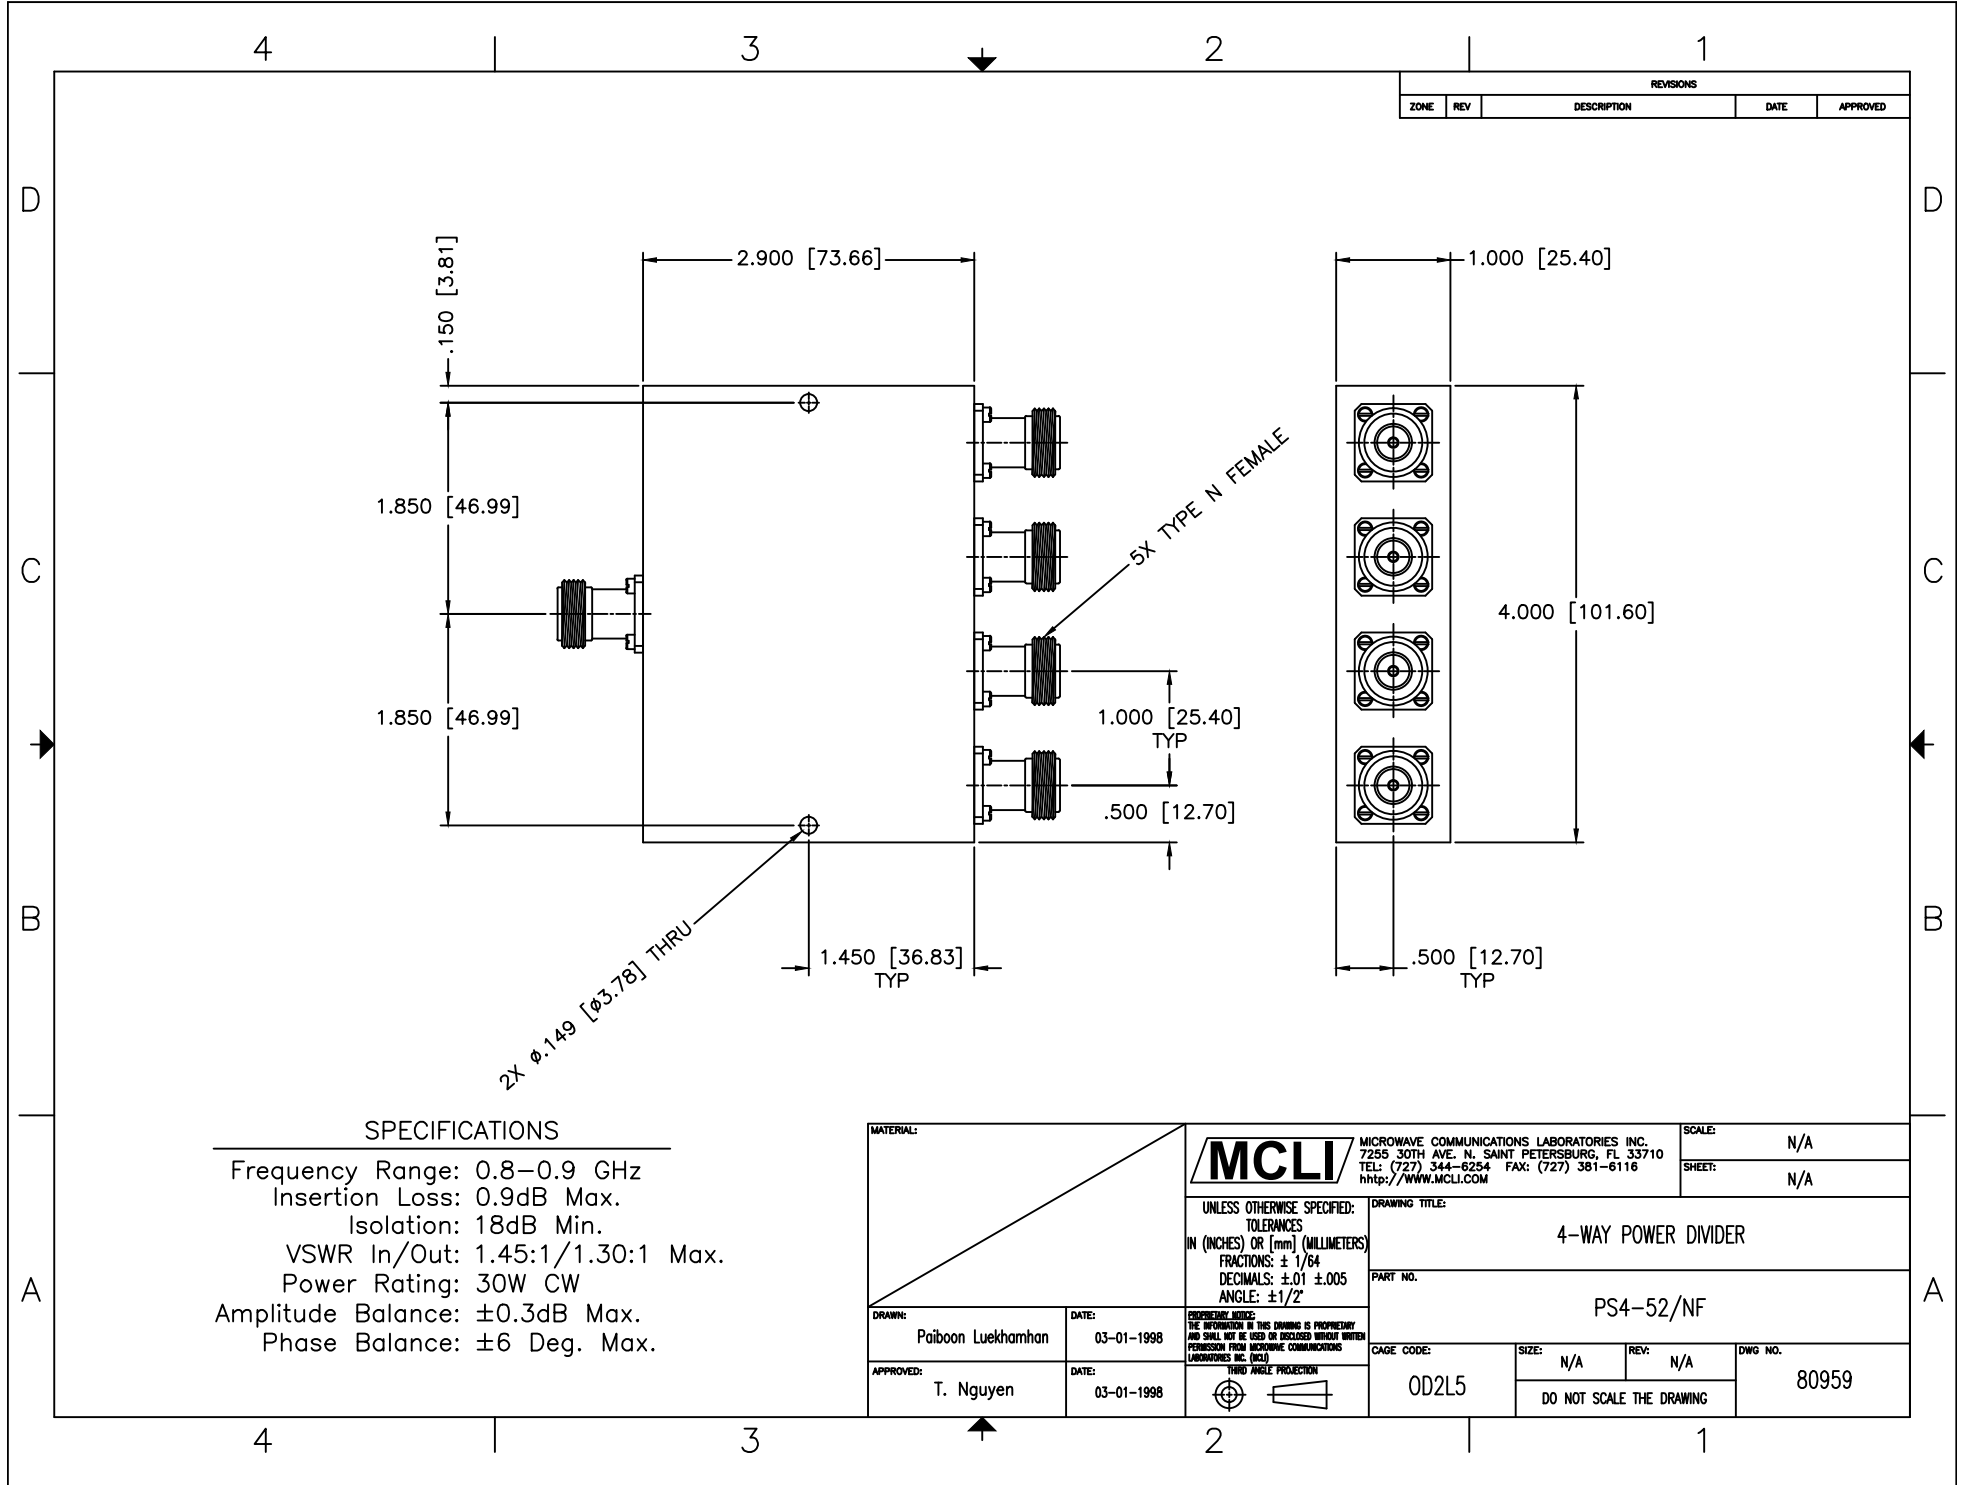 4 3 2 1
REVISIONS
ZONE REV DESCRIPTION DATE APPROVED
D D
.150 [3.81]
2.900 [73.66]
1.000 [25.40]
1.850 [46.99]
5X TYPE N FEMALE
C C
4.000 [101.60]
1.850 [46.99]
1.000 [25.40]
TYP
.500 [12.70]
B B
2X ø.149 [ø3.78] THRU
1.450 [36.83]
TYP
.500 [12.70]
TYP
SPECIFICATIONS
Frequency Range: 0.8-0.9 GHz
Insertion Loss: 0.9dB Max.
Isolation: 18dB Min.
VSWR In/Out: 1.45:1/1.30:1 Max.
Power Rating: 30W CW
Amplitude Balance: ±0.3dB Max.
Phase Balance: ±6 Deg. Max.
A A
MATERIAL:
MCLI
MICROWAVE COMMUNICATIONS LABORATORIES INC.
7255 30TH AVE. N. SAINT PETERSBURG, FL 33710
TEL: (727) 344-6254 FAX: (727) 381-6116
hhtp://WWW.MCLI.COM
SCALE: N/A
SHEET: N/A
UNLESS OTHERWISE SPECIFIED:
TOLERANCES
IN (INCHES) OR [mm] (MILLIMETERS)
FRACTIONS: ± 1/64
DECIMALS: ±.01 ±.005
ANGLE: ±1/2°
DRAWING TITLE:
4-WAY POWER DIVIDER
PART NO.
PS4-52/NF
DRAWN: Paiboon Luekhamhan
DATE: 03-01-1998
PROPRIETARY NOTICE:
THE INFORMATION IN THIS DRAWING IS PROPRIETARY
AND SHALL NOT BE USED OR DISCLOSED WITHOUT WRITTEN
PERMISSION FROM MICROWAVE COMMUNICATIONS
LABORATORIES INC. (MCLI)
THIRD ANGLE PROJECTION
APPROVED: T. Nguyen
DATE: 03-01-1998
CAGE CODE: 0D2L5
SIZE: N/A
REV: N/A
DWG NO. 80959
DO NOT SCALE THE DRAWING
4 3 2 1